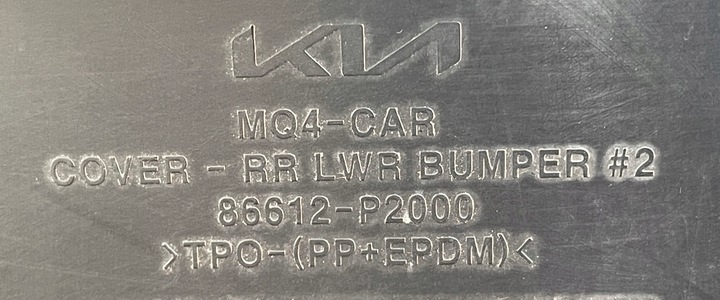 KIA
MQ4-CAR
COVER - RR LWR BUMPER #2
86612-P2000
>TPO-(PP+EPDM)<